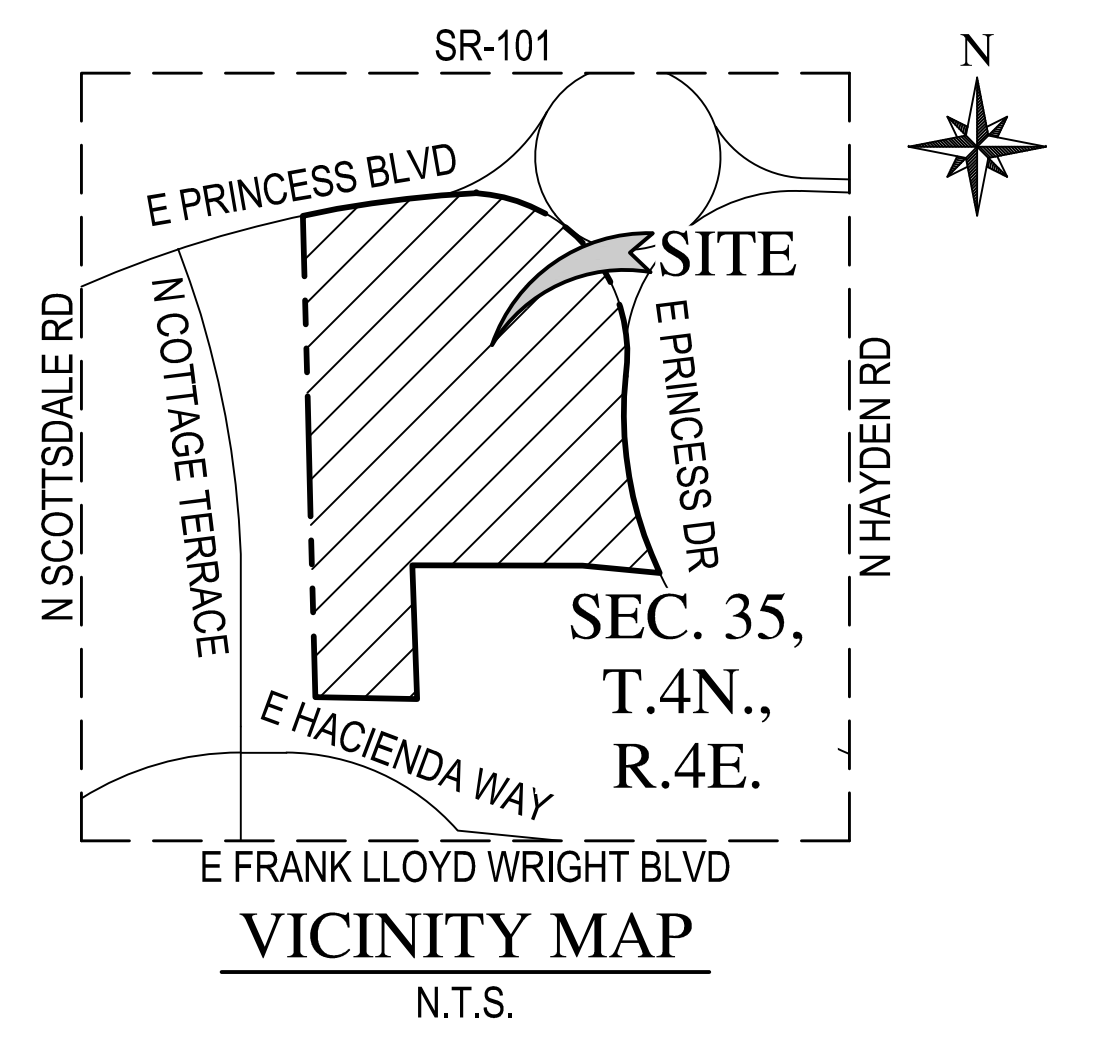 SR-101
N
E PRINCESS BLVD
SITE
N SCOTTSDALE RD
N COTTAGE TERRACE
E PRINCESS DR
N HAYDEN RD
SEC. 35,
T.4N.,
R.4E.
E HACIENDA WAY
E FRANK LLOYD WRIGHT BLVD
VICINITY MAP
N.T.S.